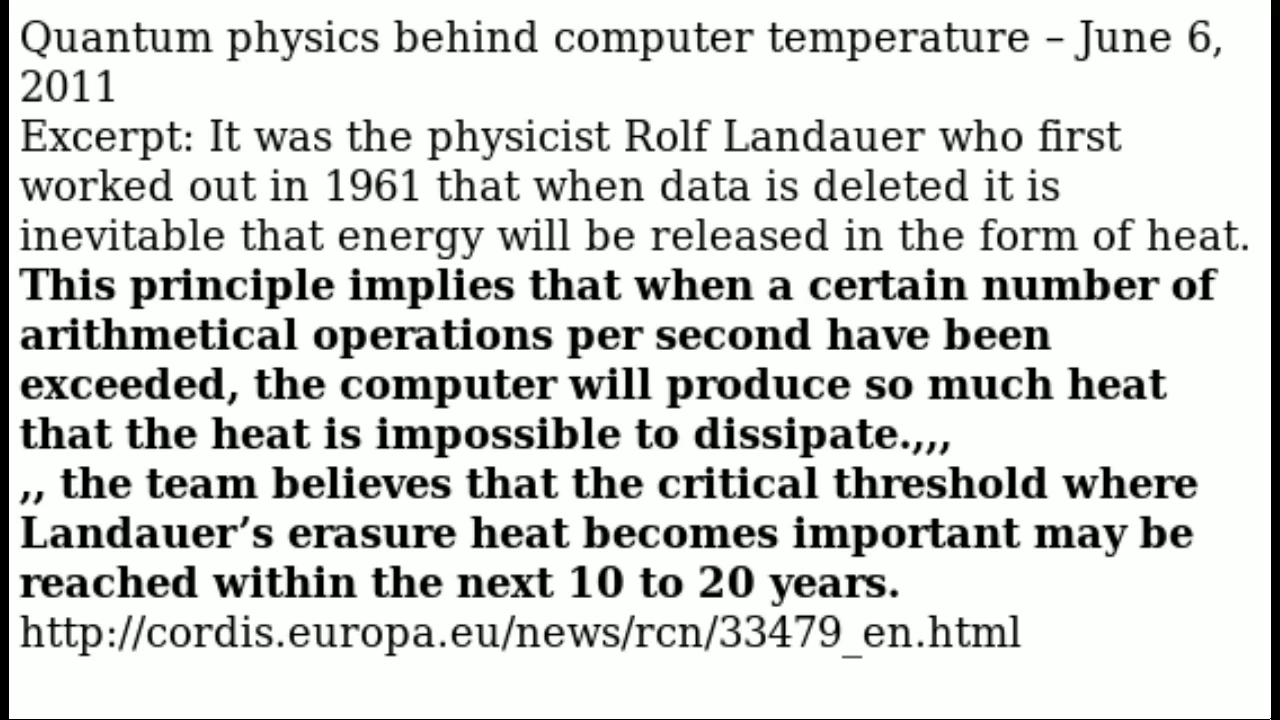 Quantum physics behind computer temperature – June 6,
2011
Excerpt: It was the physicist Rolf Landauer who first
worked out in 1961 that when data is deleted it is
inevitable that energy will be released in the form of heat.
This principle implies that when a certain number of
arithmetical operations per second have been
exceeded, the computer will produce so much heat
that the heat is impossible to dissipate.,,,
,, the team believes that the critical threshold where
Landauer’s erasure heat becomes important may be
reached within the next 10 to 20 years.
http://cordis.europa.eu/news/rcn/33479_en.html